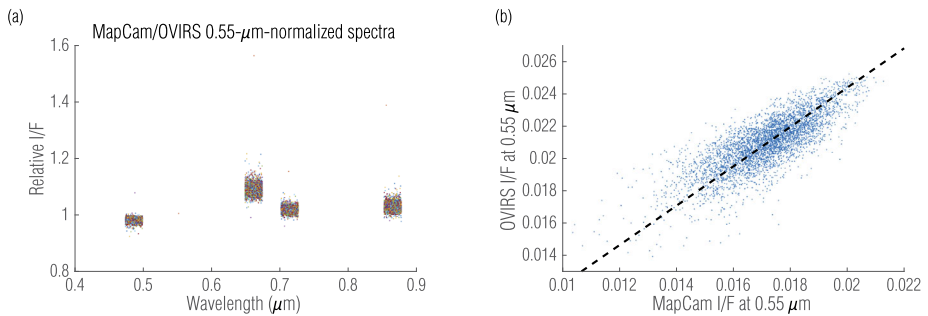 (a)
MapCam/OVIRS 0.55-μm-normalized spectra
1.6
1.4
1.2
1
0.8
Relative I/F
0.4 0.5 0.6 0.7 0.8 0.9
Wavelength (μm)
(b)
0.026
0.024
0.022
0.02
0.018
0.016
0.014
OVIRS I/F at 0.55 μm
0.01 0.012 0.014 0.016 0.018 0.02 0.022
MapCam I/F at 0.55 μm